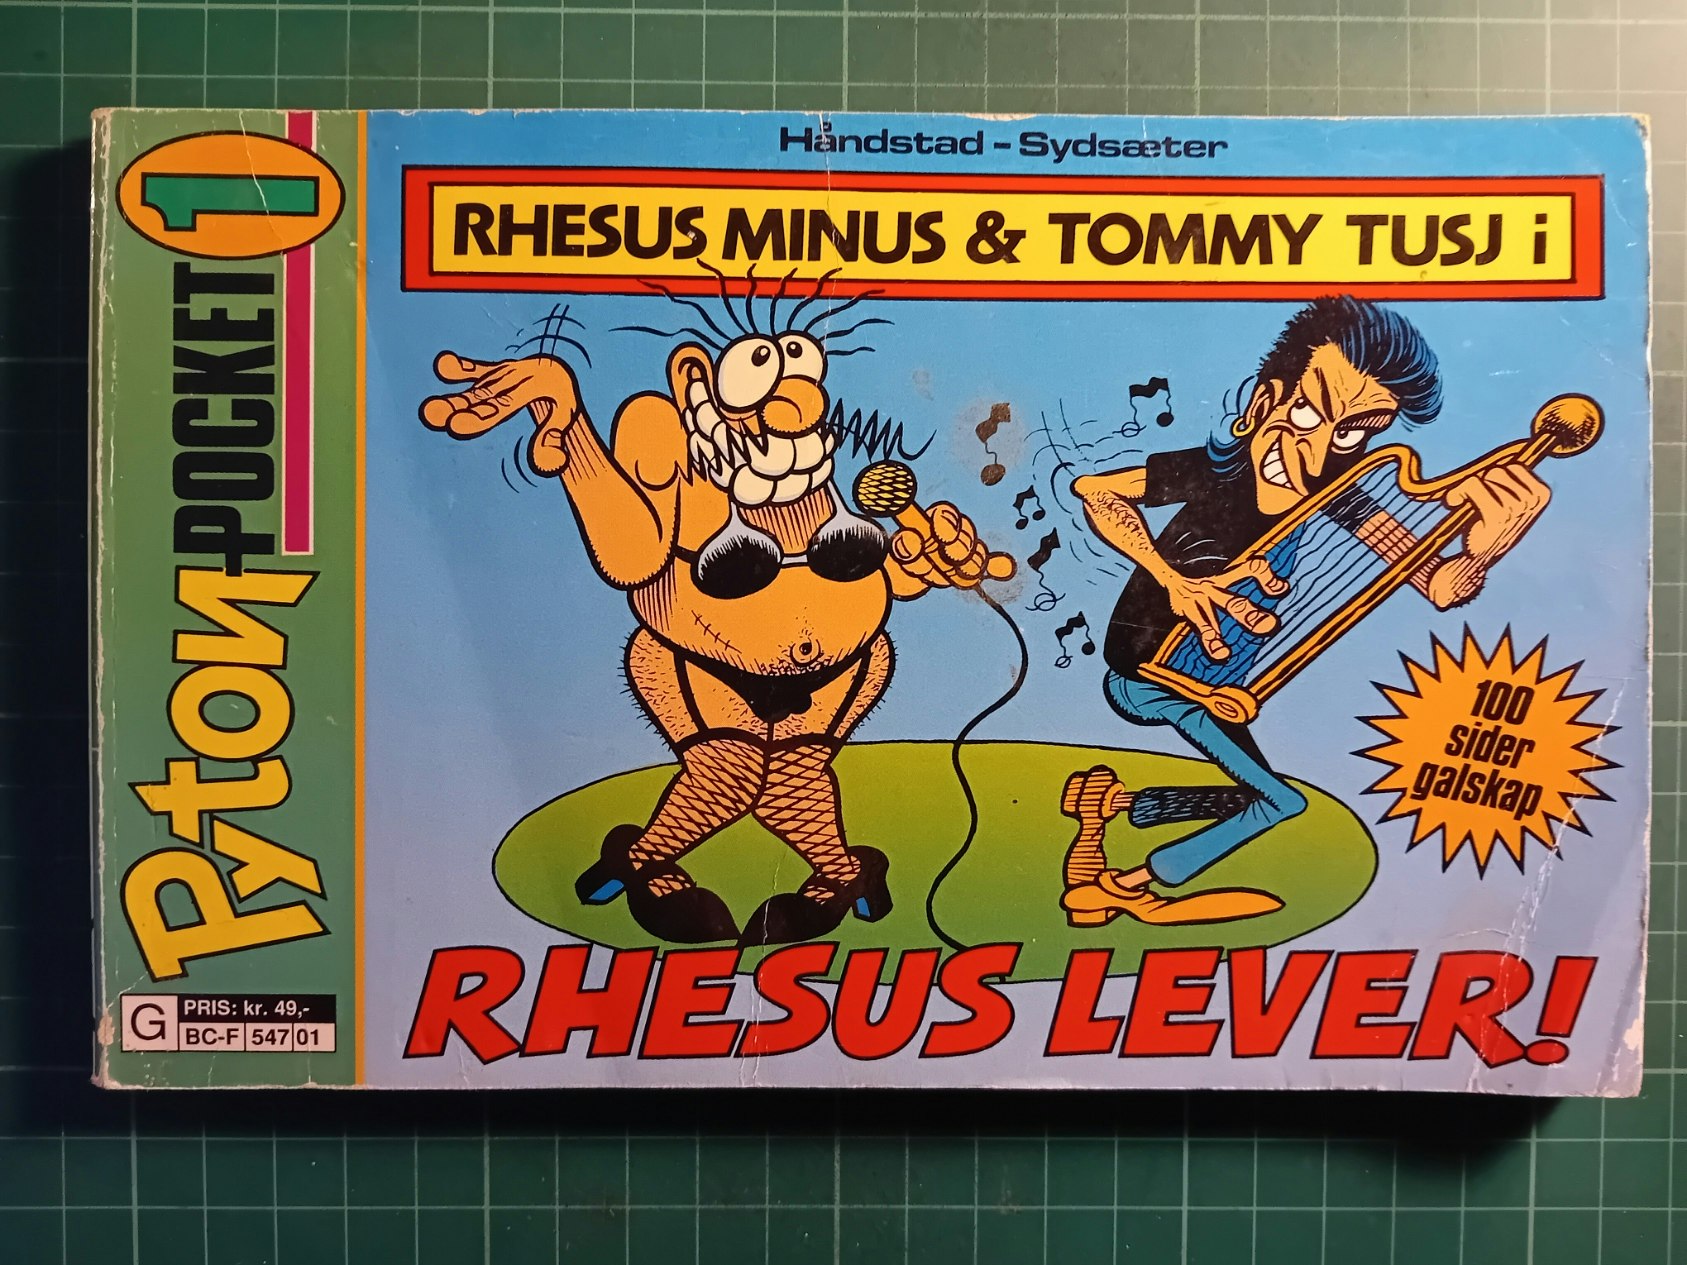 Pyton-POCKET 1
G
PRIS: kr. 49,-
BC-F 547 01
Håndstad - Sydsæter
RHESUS MINUS & TOMMY TUSJ i
100
sider
galskap
RHESUS LEVER!